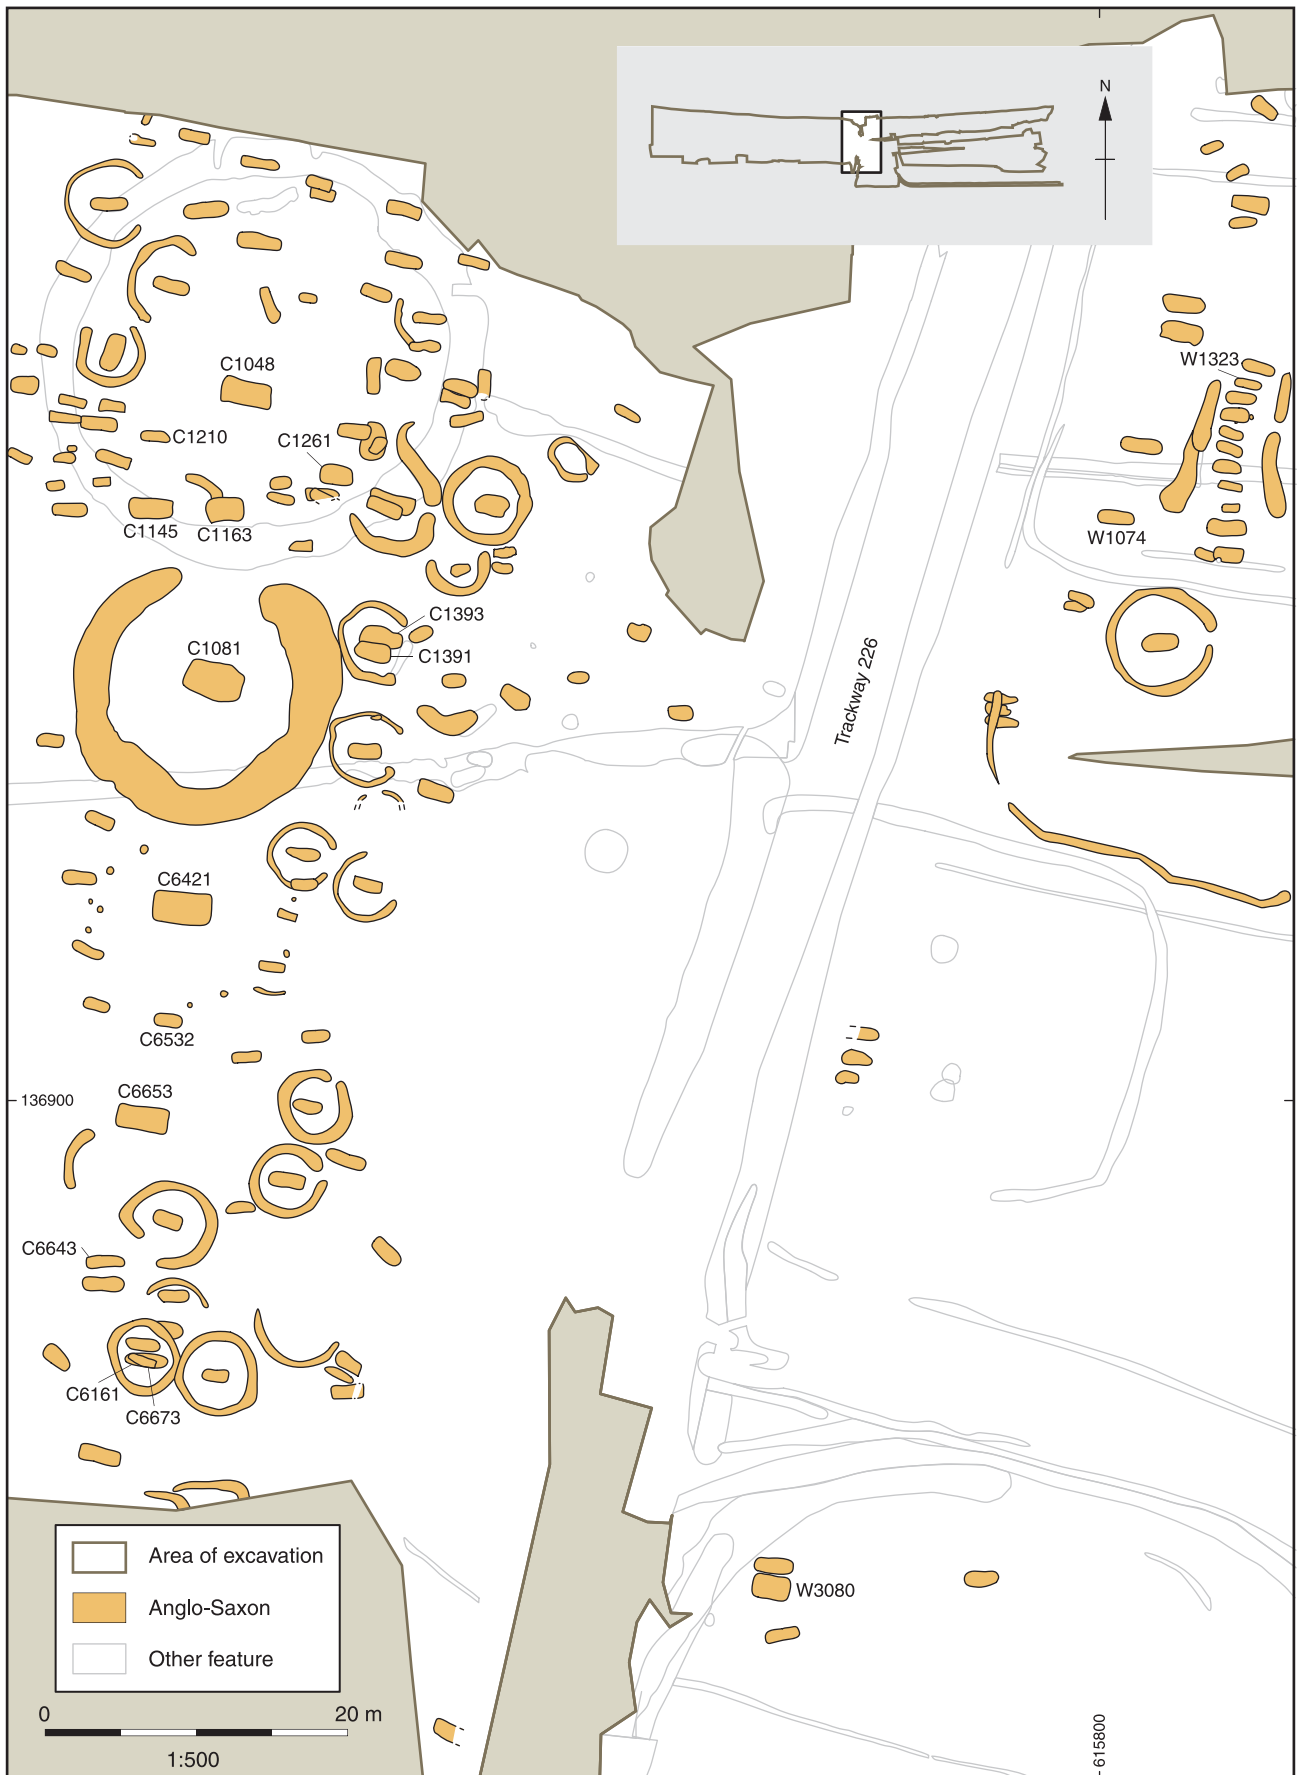 N
W1323
C1048
C1210
C1261
C1145
C1163
W1074
C1393
C1391
C1081
Trackway 226
C6421
C6532
136900
C6653
C6643
C6161
C6673
Area of excavation
Anglo-Saxon
Other feature
W3080
0
20 m
1:500
615800